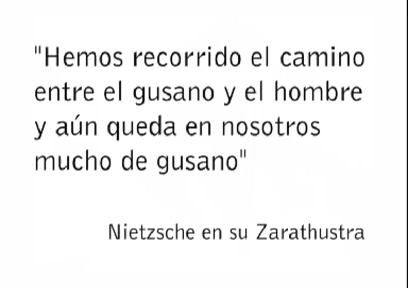 "Hemos recorrido el camino
entre el gusano y el hombre
y aún queda en nosotros
mucho de gusano"
Nietzsche en su Zarathustra